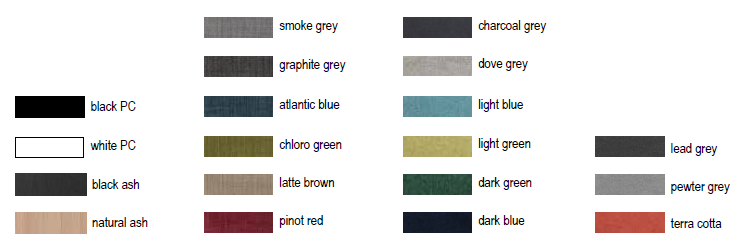 smoke grey
charcoal grey
graphite grey
dove grey
black PC
atlantic blue
light blue
white PC
chloro green
light green
lead grey
black ash
latte brown
dark green
pewter grey
natural ash
pinot red
dark blue
terra cotta